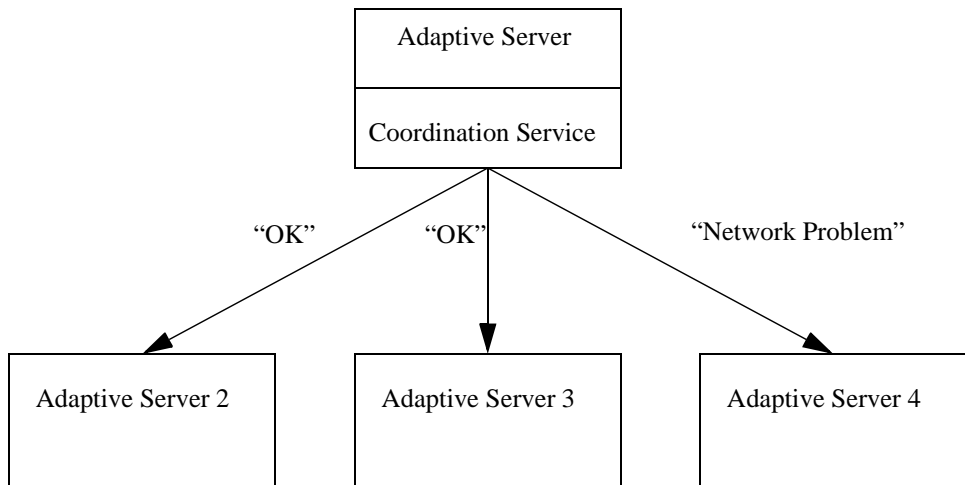 Adaptive Server
Coordination Service
“OK”
“OK”
“Network Problem”
Adaptive Server 2
Adaptive Server 3
Adaptive Server 4